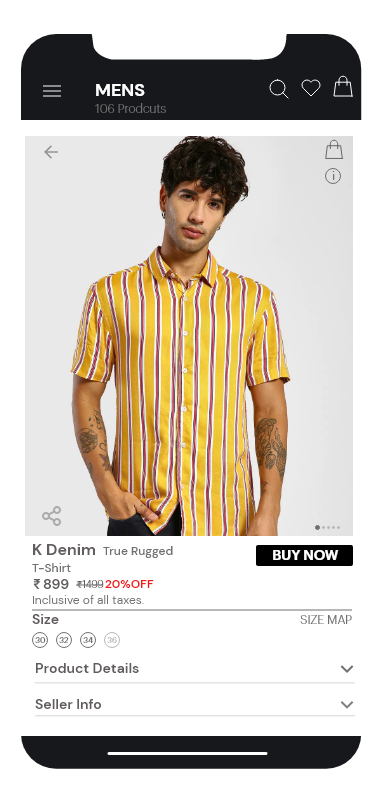 MENS
106 Prodcuts
K Denim True Rugged
BUY NOW
T-Shirt
₹ 899 ₹1499 20%OFF
Inclusive of all taxes.
Size SIZE MAP
30 32 34 36
Product Details
Seller Info